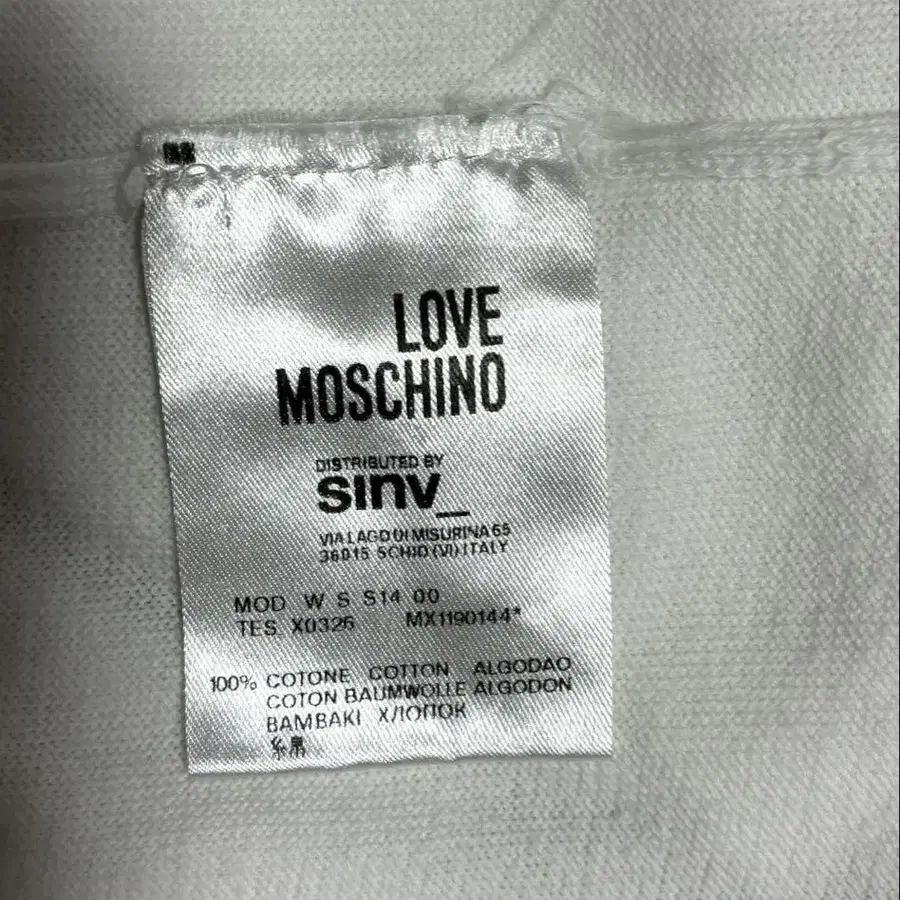 LOVE
MOSCHINO
DISTRIBUTED BY
sinv_
VIA LAGO DI MISURINA 65
36015 SCHIO (VI) ITALY
MOD W S S14 00
TES. X0326 MX1190144*
100% COTONE COTTON ALGODAO
COTON BAUMWOLLE ALGODON
BAMBAKI ХЛОПОК
綿